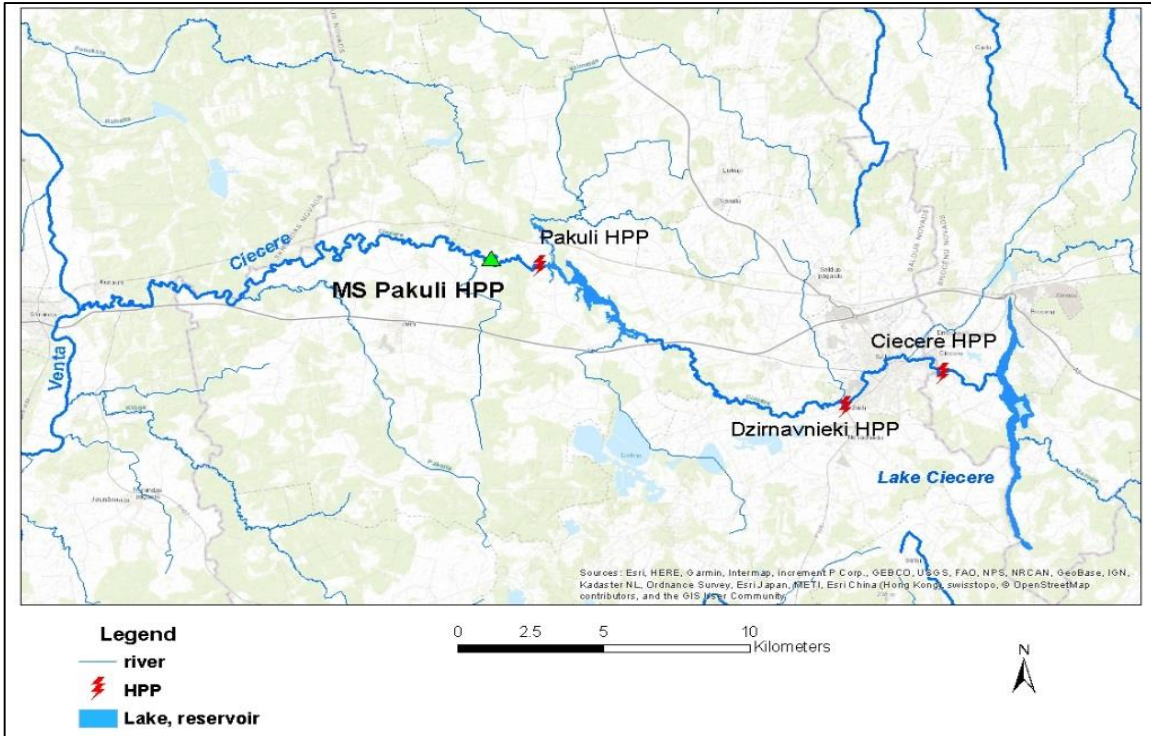 Ciecere
Pakuli HPP
MS Pakuli HPP
Venta
Ciecere HPP
Dzirnavnieki HPP
Lake Ciecere
Sources: Esri, HERE, Garmin, Intermap, increment P Corp., GEBCO, USGS, FAO, NPS, NRCAN, GeoBase, IGN,
Kadaster NL, Ordnance Survey, Esri Japan, METI, Esri China (Hong Kong), swisstopo, © OpenStreetMap
contributors, and the GIS User Community
Legend
river
HPP
Lake, reservoir
0 2.5 5 10
Kilometers
N